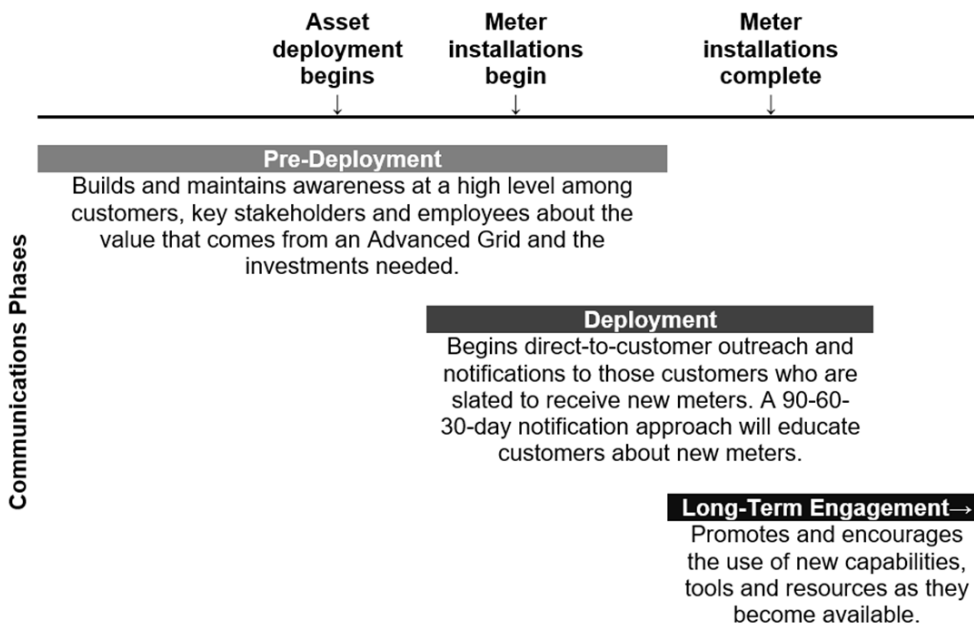 Asset
deployment
begins
↓
Meter
installations
begin
↓
Meter
installations
complete
↓
Communications Phases
Pre-Deployment
Builds and maintains awareness at a high level among
customers, key stakeholders and employees about the
value that comes from an Advanced Grid and the
investments needed.
Deployment
Begins direct-to-customer outreach and
notifications to those customers who are
slated to receive new meters. A 90-60-
30-day notification approach will educate
customers about new meters.
Long-Term Engagement→
Promotes and encourages
the use of new capabilities,
tools and resources as they
become available.